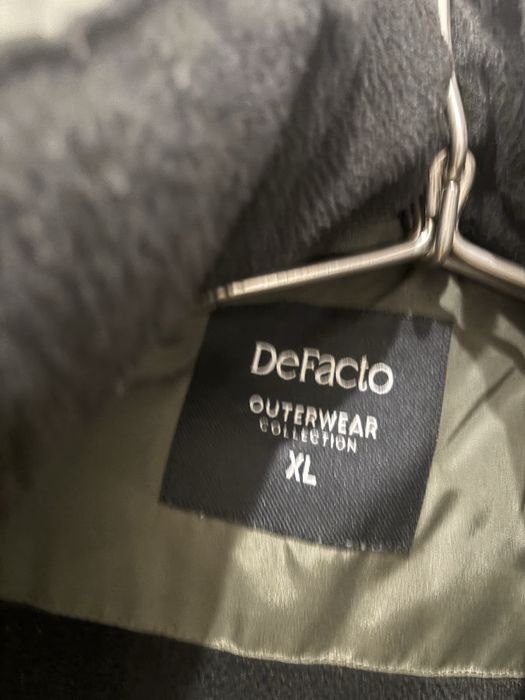 DeFacto
OUTERWEAR
COLLECTION
XL